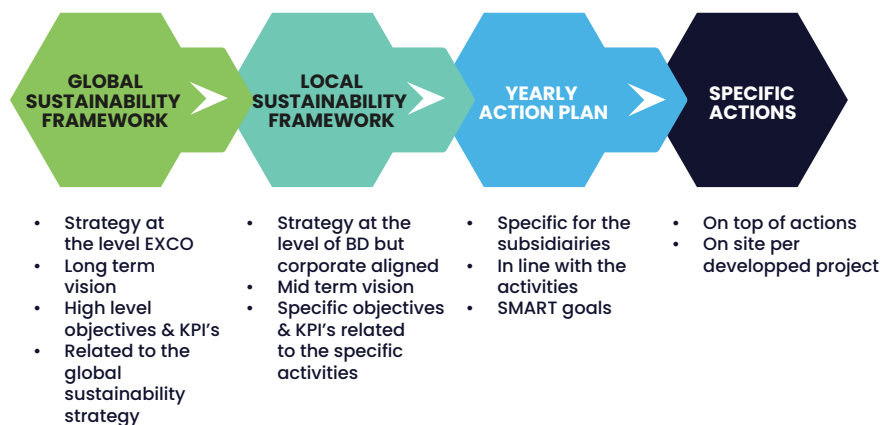 GLOBAL
SUSTAINABILITY
FRAMEWORK
LOCAL
SUSTAINABILITY
FRAMEWORK
YEARLY
ACTION PLAN
SPECIFIC
ACTIONS
• Strategy at
the level EXCO
• Long term
vision
• High level
objectives & KPI's
• Related to the
global
sustainability
strategy
• Strategy at the
level of BD but
corporate aligned
• Mid term vision
• Specific objectives
& KPI's related
to the specific
activities
• Specific for the
subsidiairies
• In line with the
activities
• SMART goals
• On top of actions
• On site per
developped project